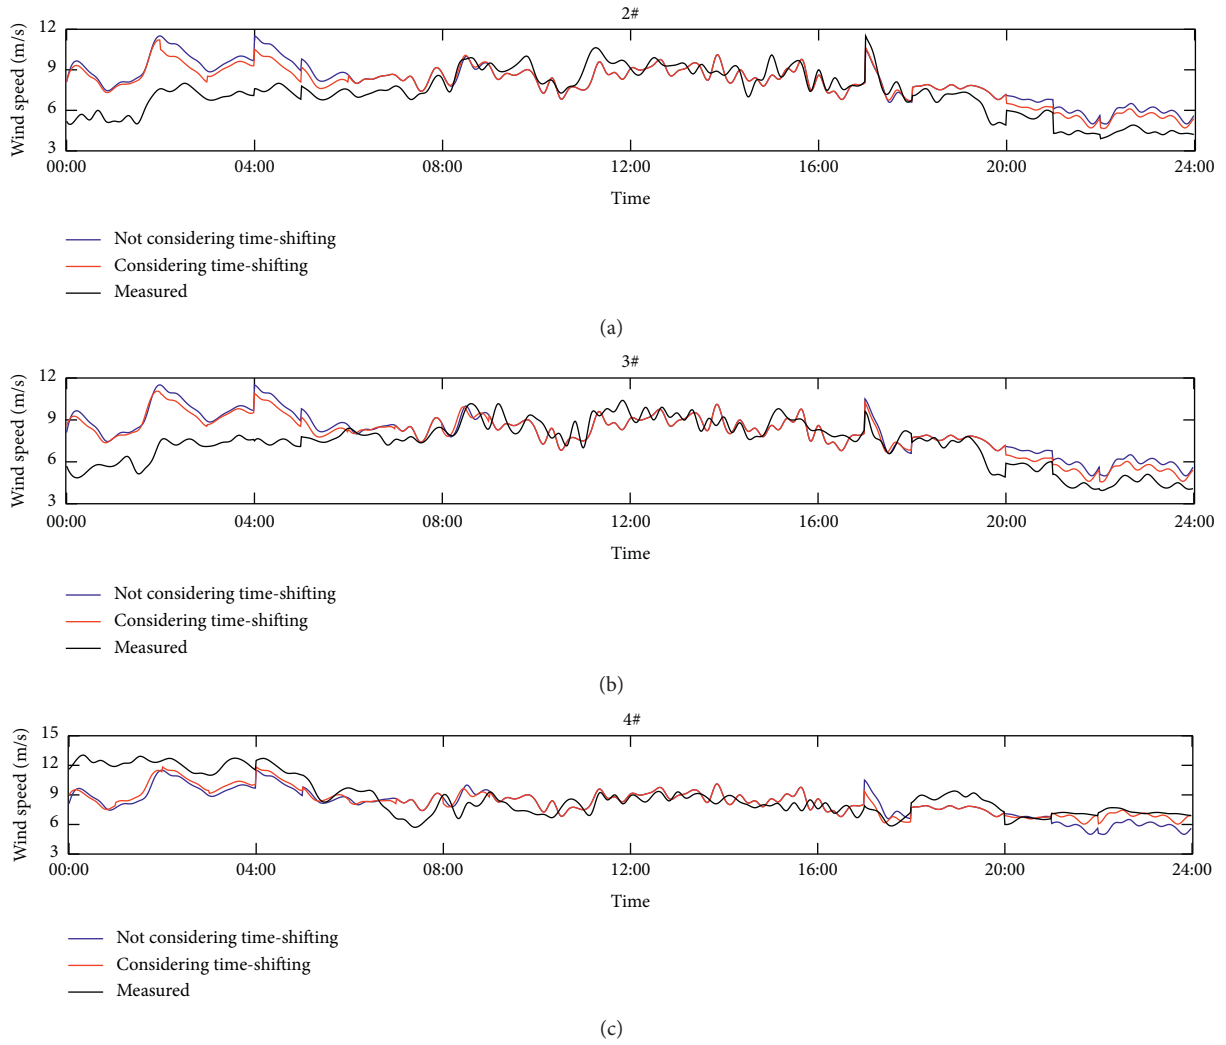 2#
Wind speed (m/s)
12
9
6
3
00:00 04:00 08:00 12:00 16:00 20:00 24:00
Time
Not considering time-shifting
Considering time-shifting
Measured
(a)
3#
Wind speed (m/s)
12
9
6
3
00:00 04:00 08:00 12:00 16:00 20:00 24:00
Time
Not considering time-shifting
Considering time-shifting
Measured
(b)
4#
Wind speed (m/s)
15
12
9
6
3
00:00 04:00 08:00 12:00 16:00 20:00 24:00
Time
Not considering time-shifting
Considering time-shifting
Measured
(c)